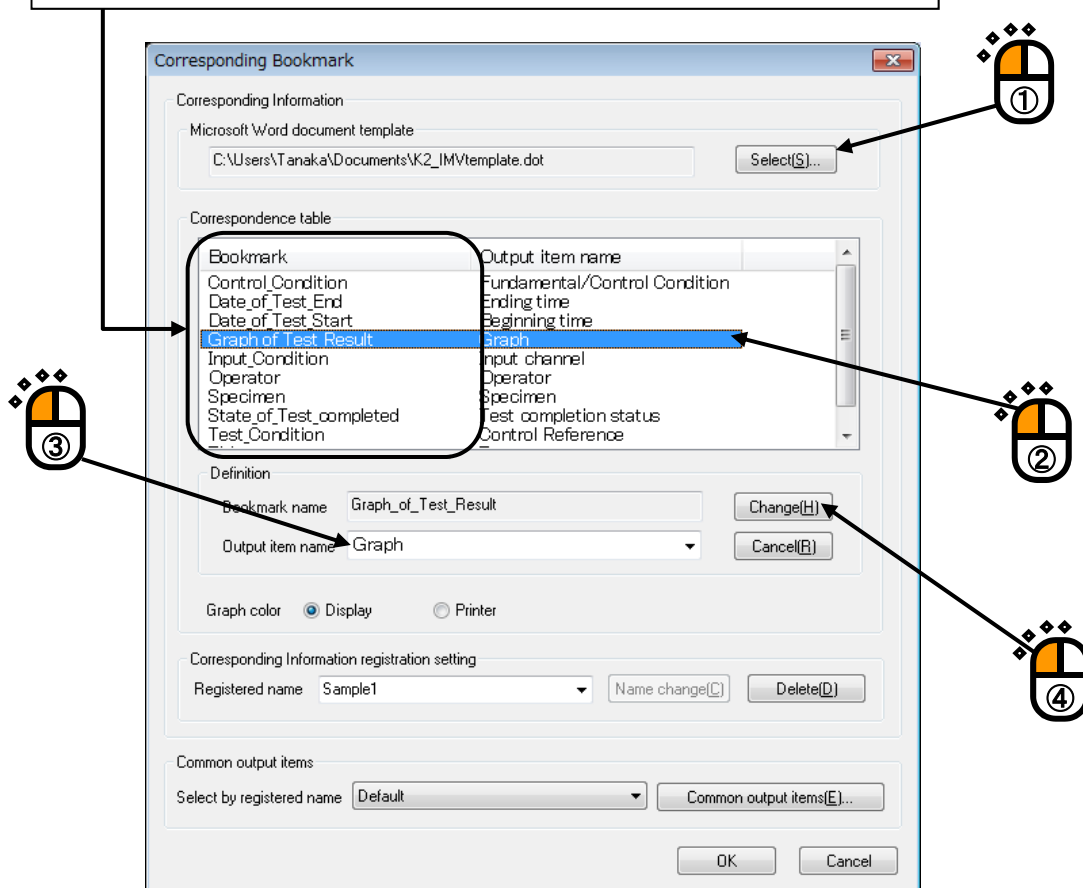 Corresponding Bookmark
①
Corresponding Information
Microsoft Word document template
C:\Users\Tanaka\Documents\K2_IMVtemplate.dot Select(S)...
Correspondence table
Bookmark Output item name
Control_Condition Fundamental/Control Condition
Date_of_Test_End Ending time
Date_of_Test_Start Beginning time
Graph of Test Result Graph
Input_Condition Input channel
Operator Operator
Specimen Specimen
State_of_Test_completed Test completion status
Test_Condition Control Reference
③
②
Definition
Bookmark name Graph_of_Test_Result Change(H)
Output item name Graph Cancel(R)
Graph color Display Printer
Corresponding Information registration setting
Registered name Sample1 Name change(C) Delete(D)
④
Common output items
Select by registered name Default Common output items(E)...
OK Cancel